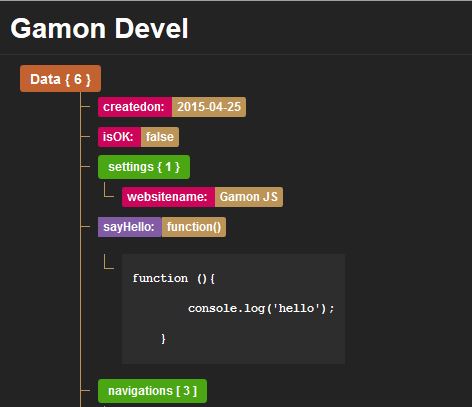 Gamon Devel
Data { 6 }
createdon: 2015-04-25
isOK: false
settings { 1 }
websitename: Gamon JS
sayHello: function()
function (){
console.log('hello');
}
navigations [ 3 ]